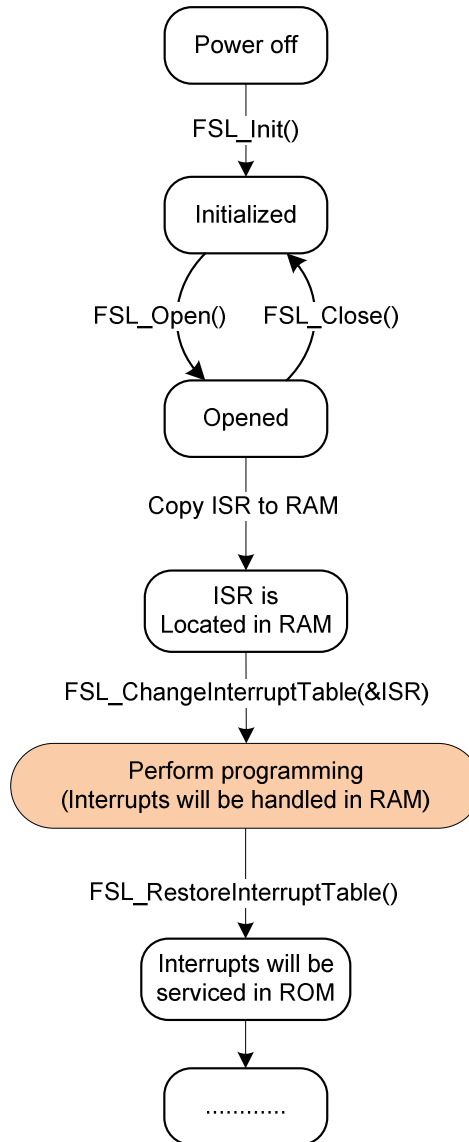 Power off
FSL_Init()
Initialized
FSL_Open()
FSL_Close()
Opened
Copy ISR to RAM
ISR is
Located in RAM
FSL_ChangeInterruptTable(&ISR)
Perform programming
(Interrupts will be handled in RAM)
FSL_RestoreInterruptTable()
Interrupts will be
serviced in ROM
............